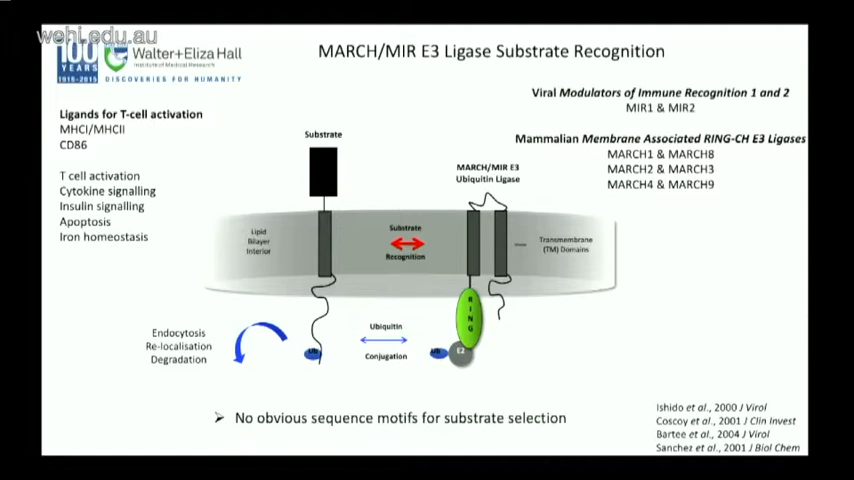 wehi.edu.au
100
YEARS
1915-2015
Walter+Eliza Hall
Institute of Medical Research
DISCOVERIES FOR HUMANITY
MARCH/MIR E3 Ligase Substrate Recognition
Viral Modulators of Immune Recognition 1 and 2
MIR1 & MIR2
Mammalian Membrane Associated RING-CH E3 Ligases
MARCH1 & MARCH8
MARCH2 & MARCH3
MARCH4 & MARCH9
Ligands for T-cell activation
MHCI/MHCII
CD86
T cell activation
Cytokine signalling
Insulin signalling
Apoptosis
Iron homeostasis
Substrate
MARCH/MIR E3
Ubiquitin Ligase
Lipid
Bilayer
Interior
Substrate
Recognition
Transmembrane
(TM) Domains
RING
Endocytosis
Re-localisation
Degradation
Ub
Ubiquitin
Conjugation
Ub
E2
➢ No obvious sequence motifs for substrate selection
Ishido et al., 2000 J Virol
Coscoy et al., 2001 J Clin Invest
Bartee et al., 2004 J Virol
Sanchez et al., 2001 J Biol Chem